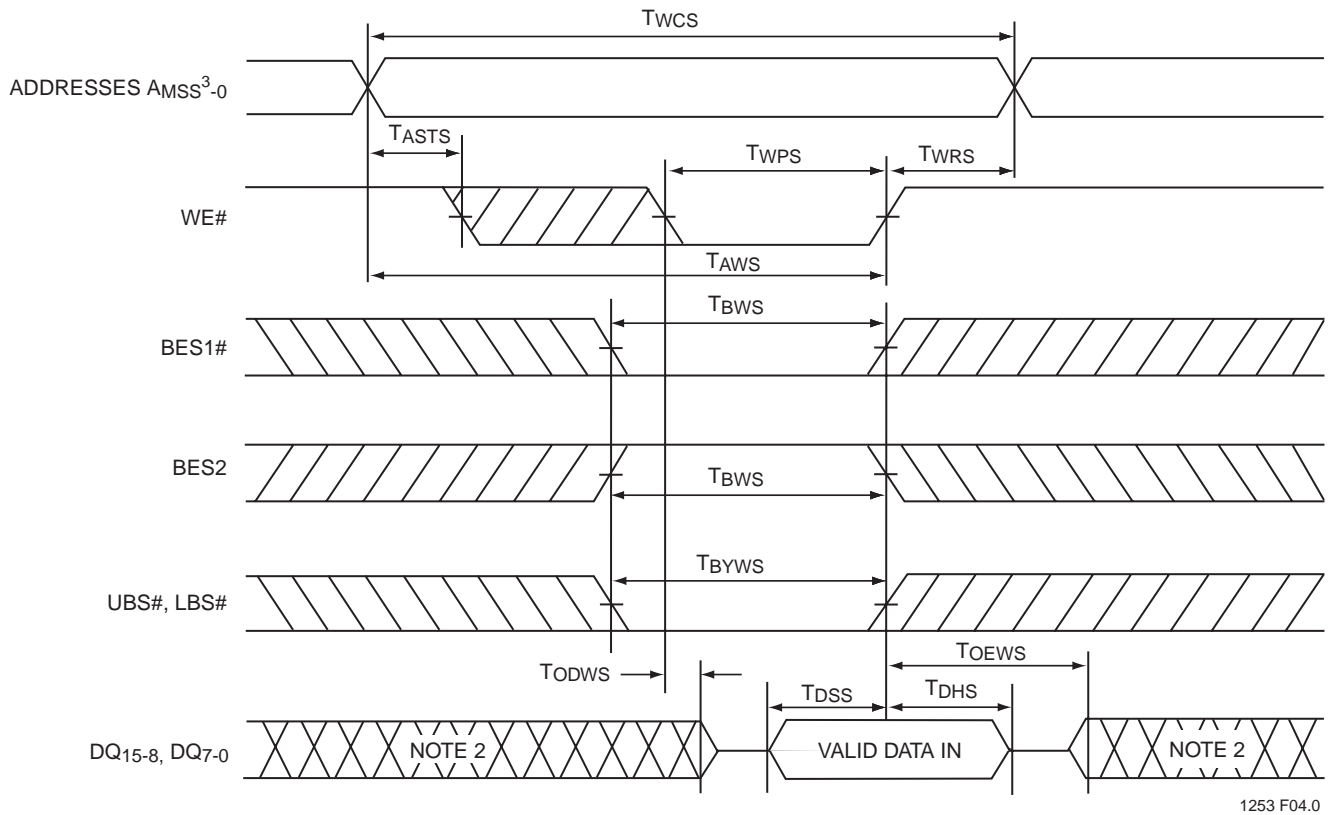 TWCS
ADDRESSES AMSS3-0
TASTS
TWPS
TWRS
WE#
TAWS
TBWS
BES1#
BES2
TBWS
TBYWS
UBS#, LBS#
TODWS
TOEWS
TDSS
TDHS
DQ15-8, DQ7-0
NOTE 2
VALID DATA IN
NOTE 2
1253 F04.0